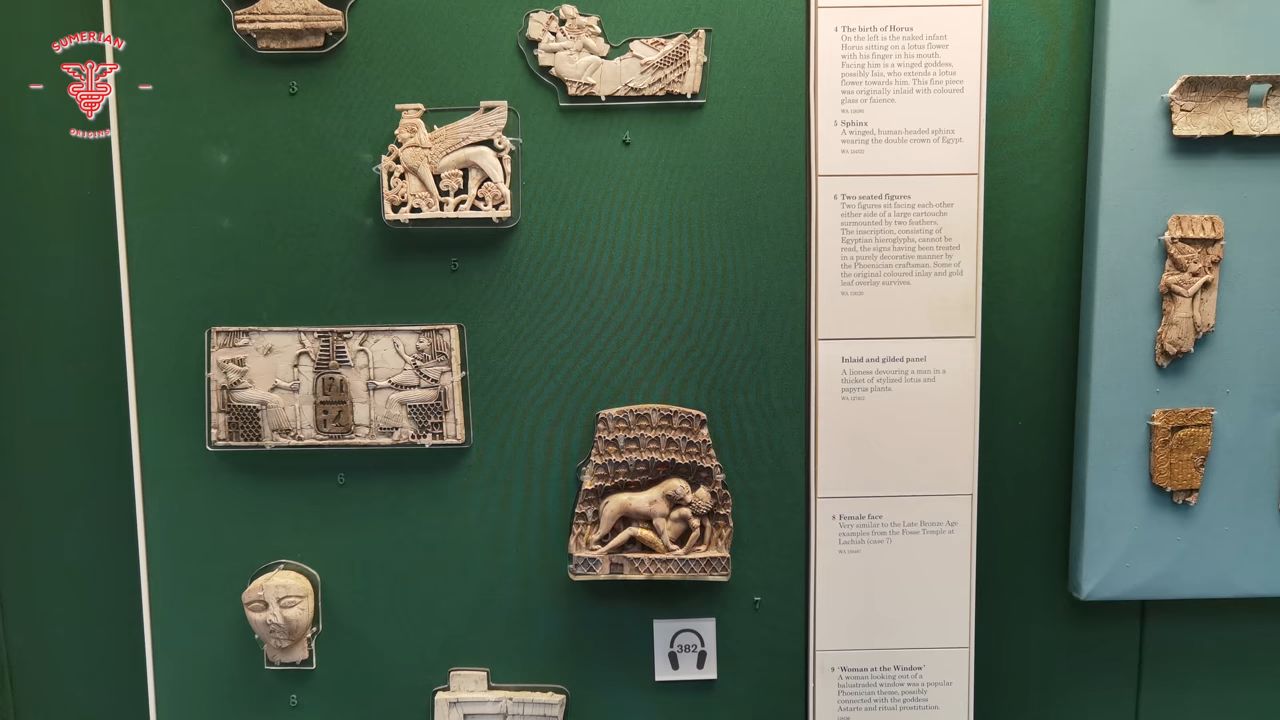 SUMERIAN
ORIGINS
3
4
5
6
7
8
382
4 The birth of Horus
On the left is the naked infant
Horus sitting on a lotus flower
with his finger in his mouth.
Facing him is a winged goddess,
possibly Isis, who extends a lotus
flower towards him. This fine piece
was originally inlaid with coloured
glass or faience.
WA
5 Sphinx
A winged, human-headed sphinx
wearing the double crown of Egypt.
WA
6 Two seated figures
Two figures sit facing each-other
either side of a large cartouche
surmounted by two feathers.
The inscription, consisting of
Egyptian hieroglyphs, cannot be
read, the signs having been treated
in a purely decorative manner by
the Phoenician craftsman. Some of
the original coloured inlay and gold
leaf overlay survives.
WA
Inlaid and gilded panel
A lioness devouring a man in a
thicket of stylized lotus and
papyrus plants.
WA 127412
8 Female face
Very similar to the Late Bronze Age
examples from the Fosse Temple at
Lachish (case 7)
WA
9 'Woman at the Window'
A woman looking out of a
balustraded window was a popular
Phoenician theme, possibly
connected with the goddess
Astarte and ritual prostitution.